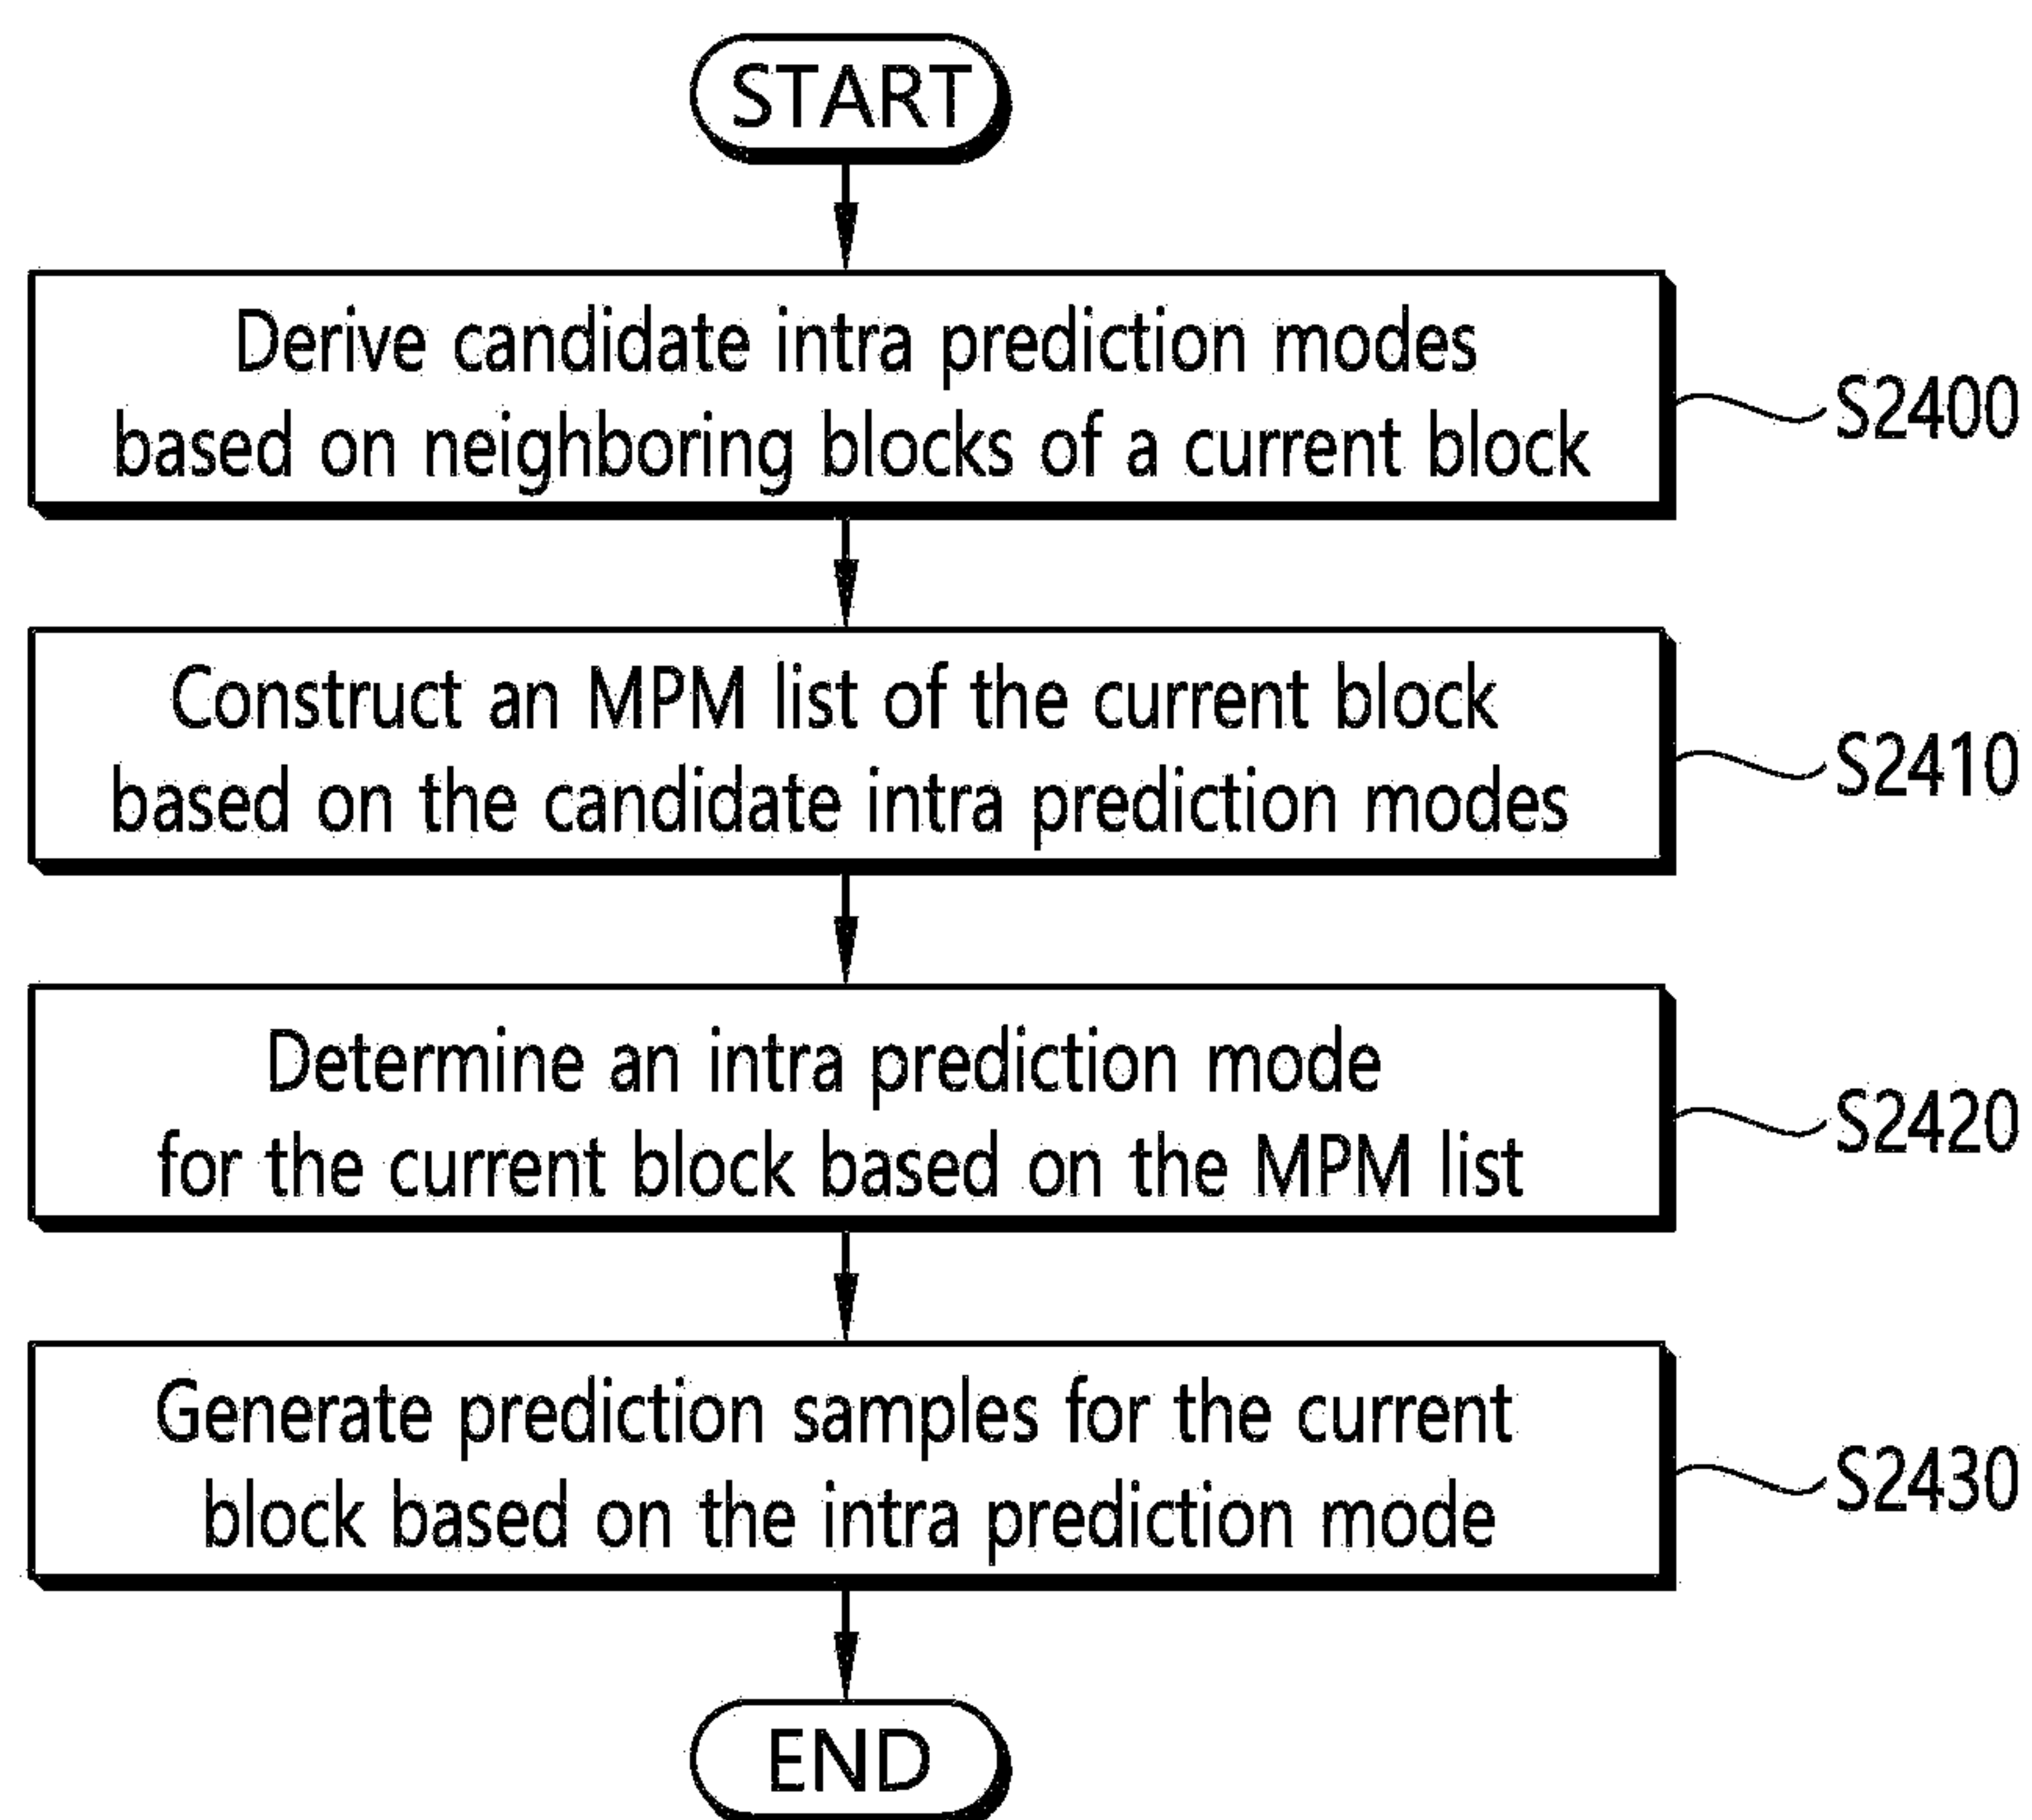 START
Derive candidate intra prediction modes
based on neighboring blocks of a current block
S2400
Construct an MPM list of the current block
based on the candidate intra prediction modes
S2410
Determine an intra prediction mode
for the current block based on the MPM list
S2420
Generate prediction samples for the current
block based on the intra prediction mode
S2430
END